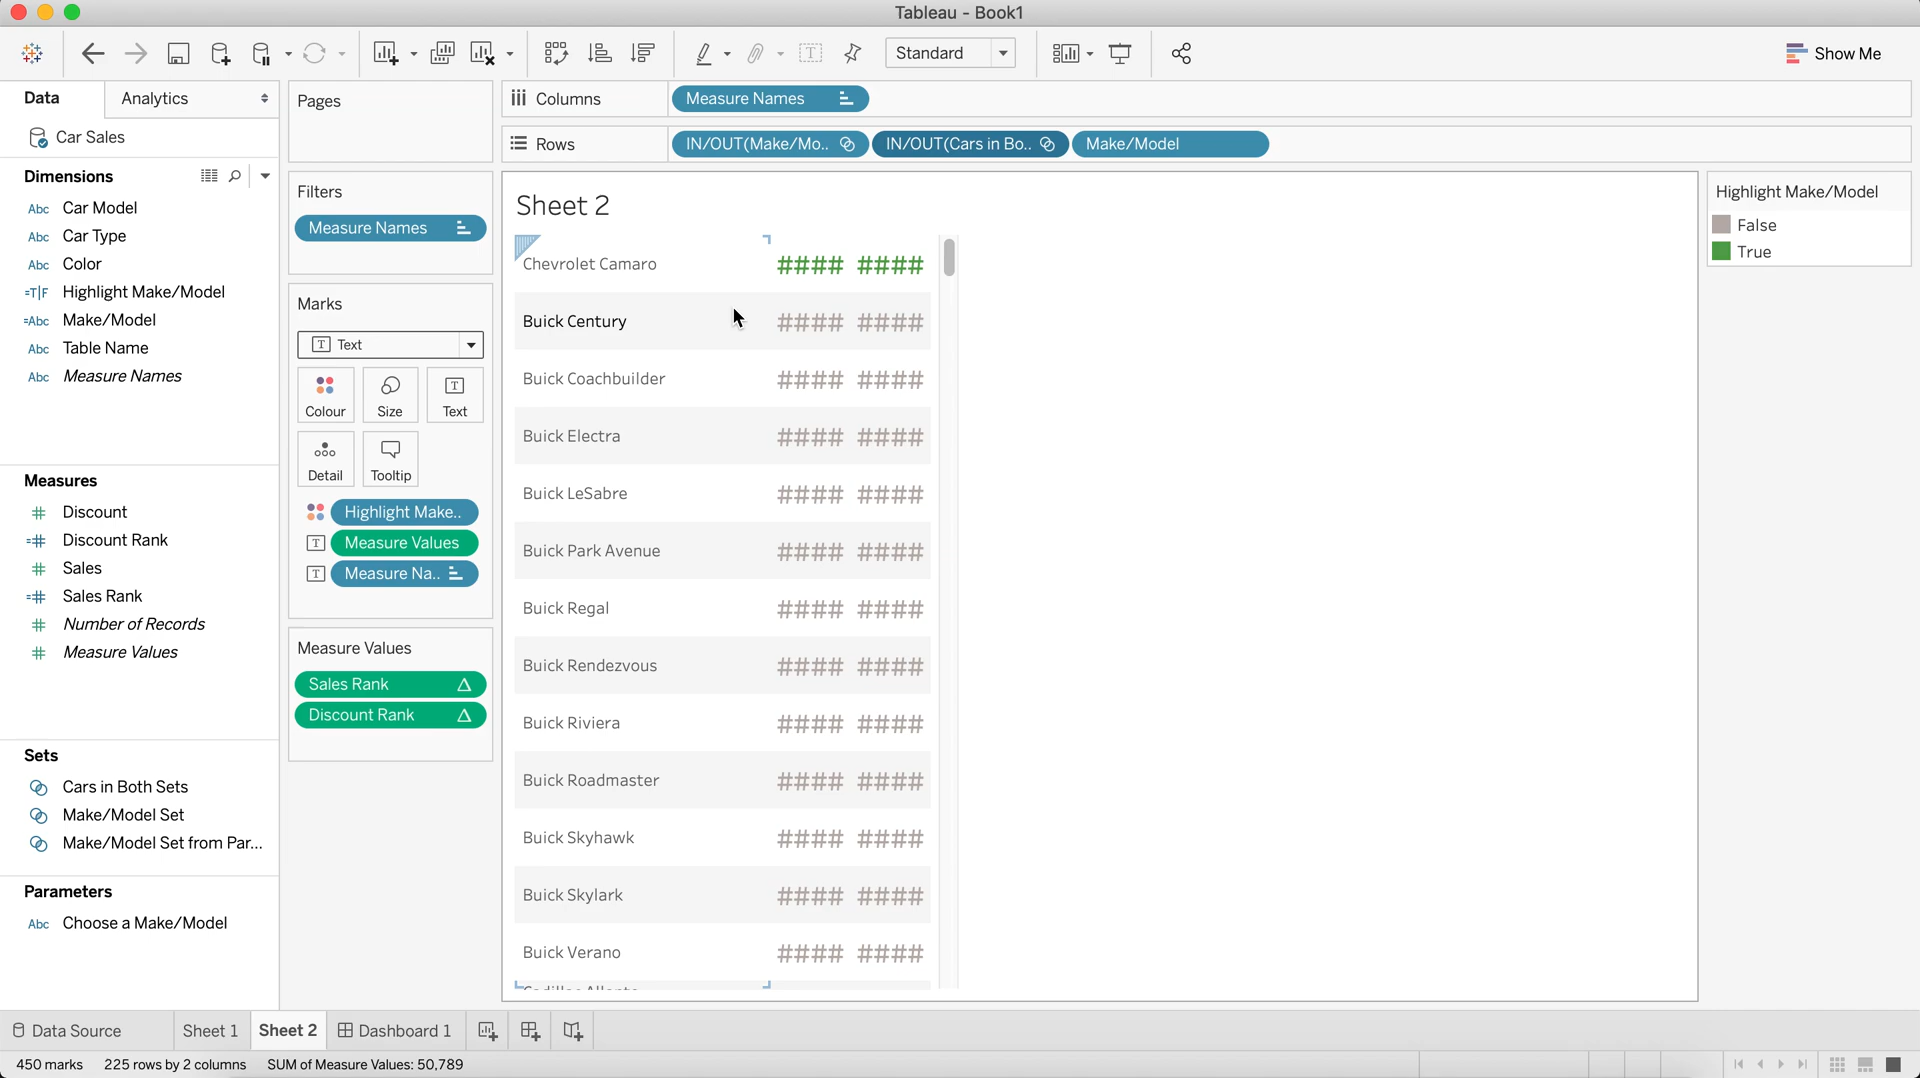 Tableau - Book1
Standard
Show Me
Data
Analytics
Car Sales
Dimensions
Abc Car Model
Abc Car Type
Abc Color
=T|F Highlight Make/Model
=Abc Make/Model
Abc Table Name
Abc Measure Names
Measures
# Discount
=# Discount Rank
# Sales
=# Sales Rank
# Number of Records
# Measure Values
Sets
Cars in Both Sets
Make/Model Set
Make/Model Set from Par...
Parameters
Abc Choose a Make/Model
Pages
Filters
Measure Names
Marks
T Text
Colour
Size
T Text
Detail
Tooltip
Highlight Make..
T Measure Values
T Measure Na..
Measure Values
Sales Rank
Discount Rank
Columns
Measure Names
Rows
IN/OUT(Make/Mo..
IN/OUT(Cars in Bo..
Make/Model
Sheet 2
Chevrolet Camaro #### ####
Buick Century #### ####
Buick Coachbuilder #### ####
Buick Electra #### ####
Buick LeSabre #### ####
Buick Park Avenue #### ####
Buick Regal #### ####
Buick Rendezvous #### ####
Buick Riviera #### ####
Buick Roadmaster #### ####
Buick Skyhawk #### ####
Buick Skylark #### ####
Buick Verano #### ####
Highlight Make/Model
False
True
Data Source
Sheet 1
Sheet 2
Dashboard 1
450 marks
225 rows by 2 columns
SUM of Measure Values: 50,789